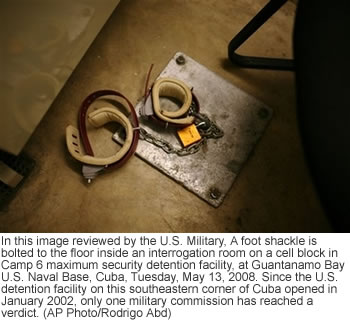 In this image reviewed by the U.S. Military, A foot shackle is
bolted to the floor inside an interrogation room on a cell block in
Camp 6 maximum security detention facility, at Guantanamo Bay
U.S. Naval Base, Cuba, Tuesday, May 13, 2008. Since the U.S.
detention facility on this southeastern corner of Cuba opened in
January 2002, only one military commission has reached a
verdict. (AP Photo/Rodrigo Abd)